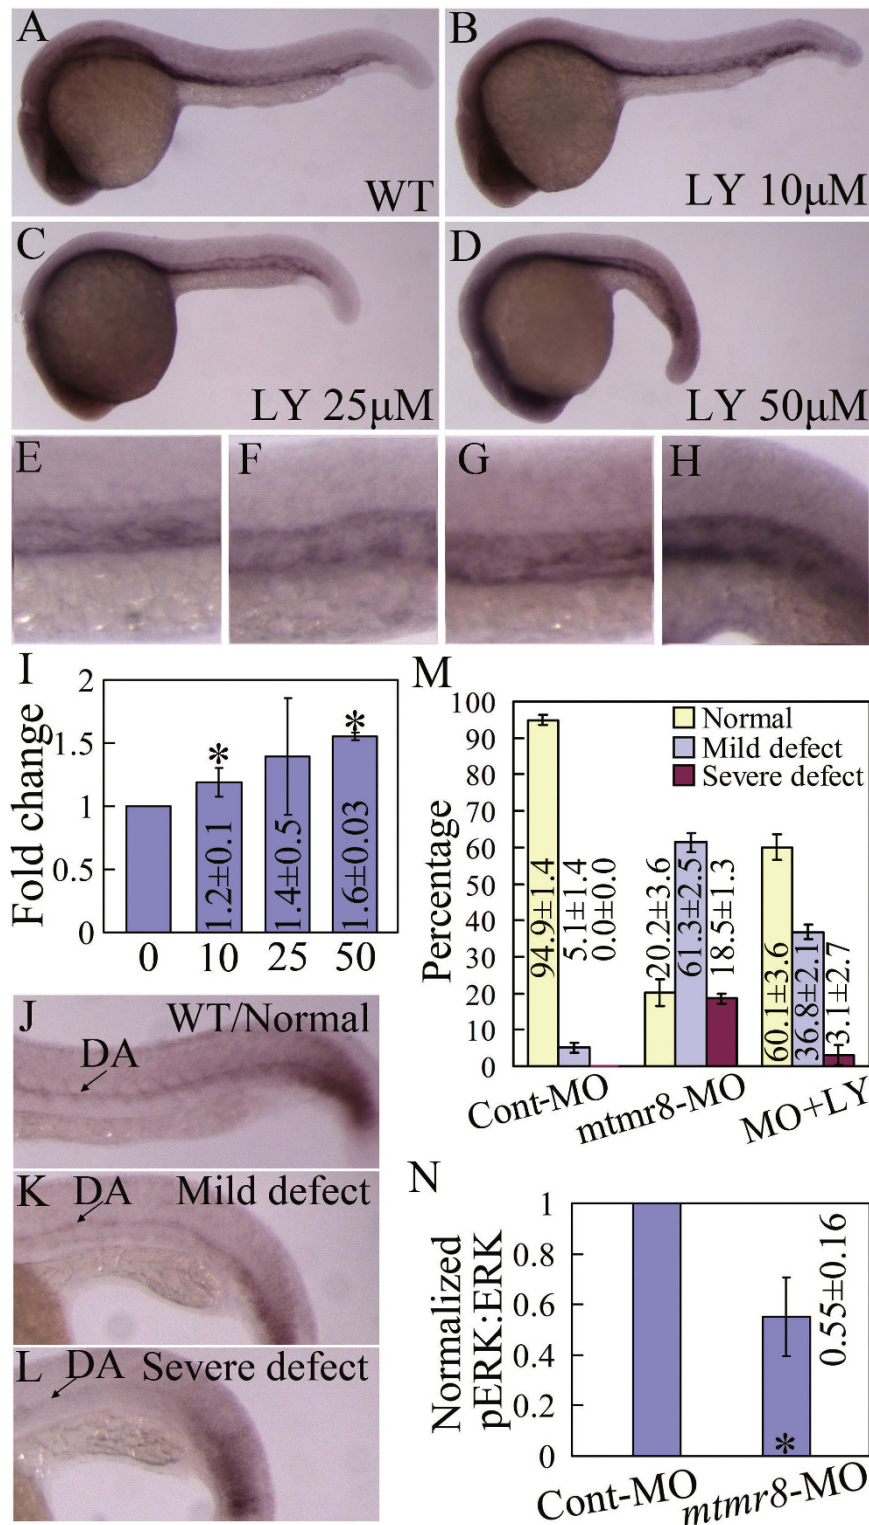 A
WT
B
LY 10μM
C
LY 25μM
D
LY 50μM
E
F
G
H
I
Fold change
2
1.5
1
0.5
0
1.2±0.1
1.4±0.5
1.6±0.03
*
*
0
10
25
50
J
WT/Normal
DA
K
DA
Mild defect
L
DA
Severe defect
M
Percentage
100
90
80
70
60
50
40
30
20
10
0
Normal
Mild defect
Severe defect
94.9±1.4
5.1±1.4
0.0±0.0
20.2±3.6
61.3±2.5
18.5±1.3
60.1±3.6
36.8±2.1
3.1±2.7
Cont-MO
mtmr8-MO
MO+LY
N
Normalized
pERK:ERK
1
0.8
0.6
0.4
0.2
0
0.55±0.16
*
Cont-MO
mtmr8-MO